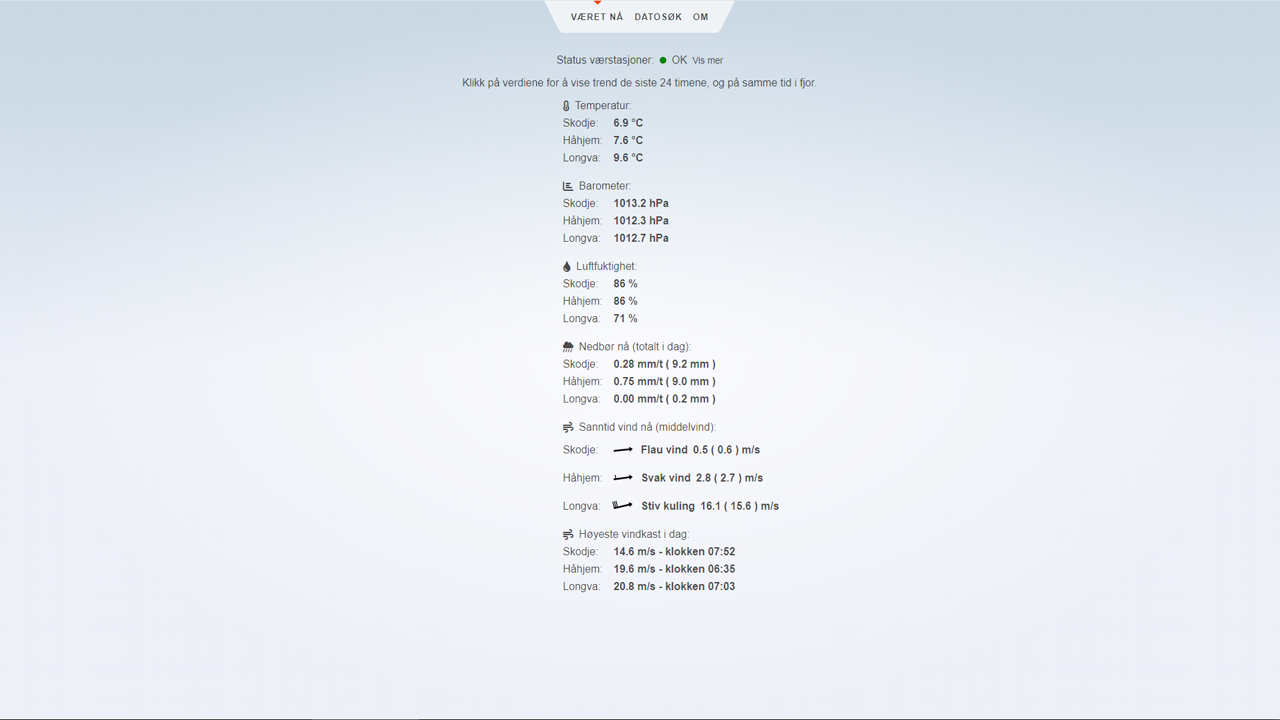 VÆRET NÅ DATOSØK OM
Status værstasjoner: OK Vis mer
Klikk på verdiene for å vise trend de siste 24 timene, og på samme tid i fjor.
Temperatur:
Skodje: 6.9 °C
Håhjem: 7.6 °C
Longva: 9.6 °C
Barometer:
Skodje: 1013.2 hPa
Håhjem: 1012.3 hPa
Longva: 1012.7 hPa
Luftfuktighet:
Skodje: 86 %
Håhjem: 86 %
Longva: 71 %
Nedbør nå (totalt i dag):
Skodje: 0.28 mm/t ( 9.2 mm )
Håhjem: 0.75 mm/t ( 9.0 mm )
Longva: 0.00 mm/t ( 0.2 mm )
Sanntid vind nå (middelvind):
Skodje: Flau vind 0.5 ( 0.6 ) m/s
Håhjem: Svak vind 2.8 ( 2.7 ) m/s
Longva: Stiv kuling 16.1 ( 15.6 ) m/s
Høyeste vindkast i dag:
Skodje: 14.6 m/s - klokken 07:52
Håhjem: 19.6 m/s - klokken 06:35
Longva: 20.8 m/s - klokken 07:03